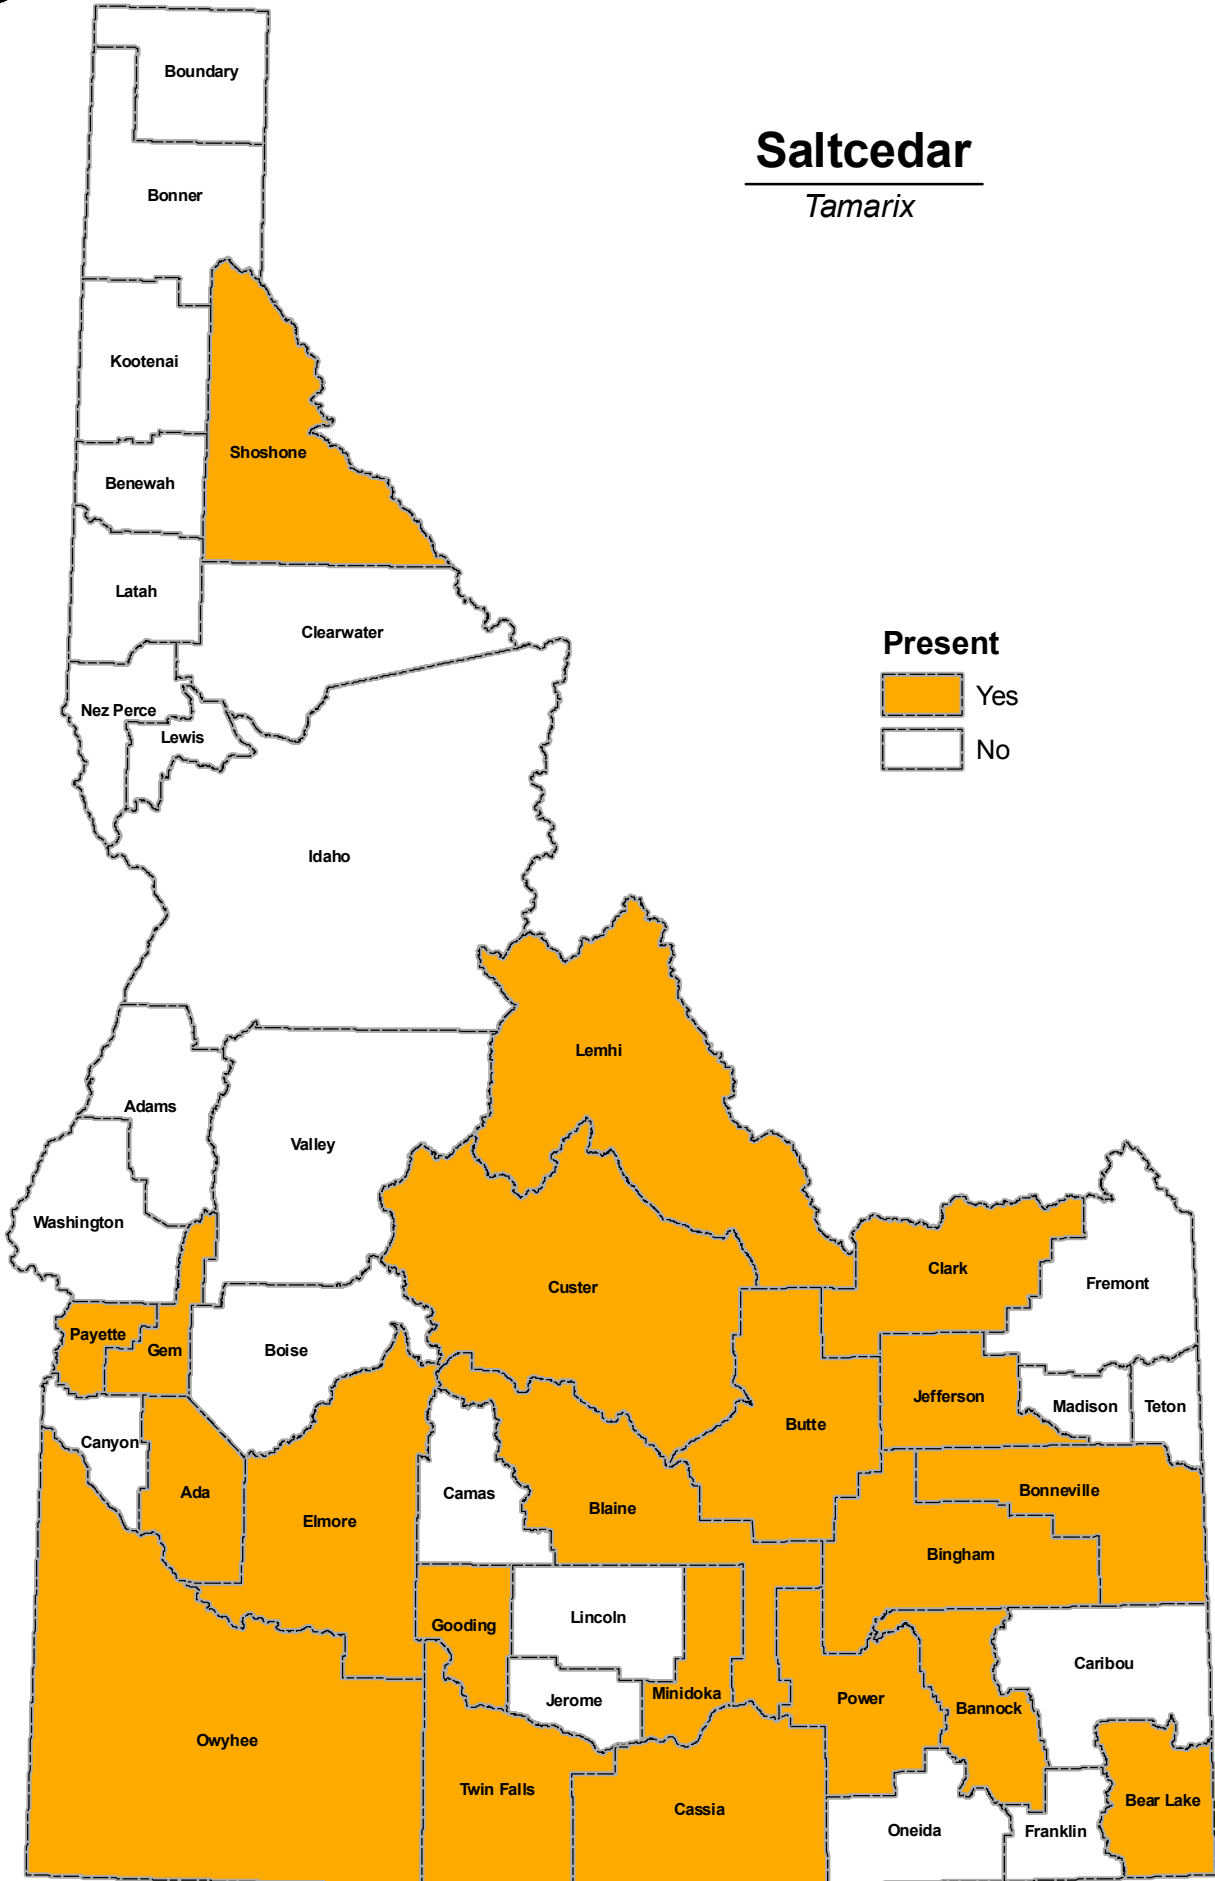 Boundary
Saltcedar
Tamarix
Bonner
Kootenai
Shoshone
Benewah
Latah
Clearwater
Present
Yes
No
Nez Perce
Lewis
Idaho
Lemhi
Adams
Valley
Washington
Custer
Clark
Fremont
Payette
Gem
Boise
Jefferson
Madison
Teton
Butte
Canyon
Ada
Elmore
Camas
Blaine
Bonneville
Bingham
Gooding
Lincoln
Caribou
Jerome
Minidoka
Power
Bannock
Owyhee
Twin Falls
Cassia
Bear Lake
Oneida
Franklin